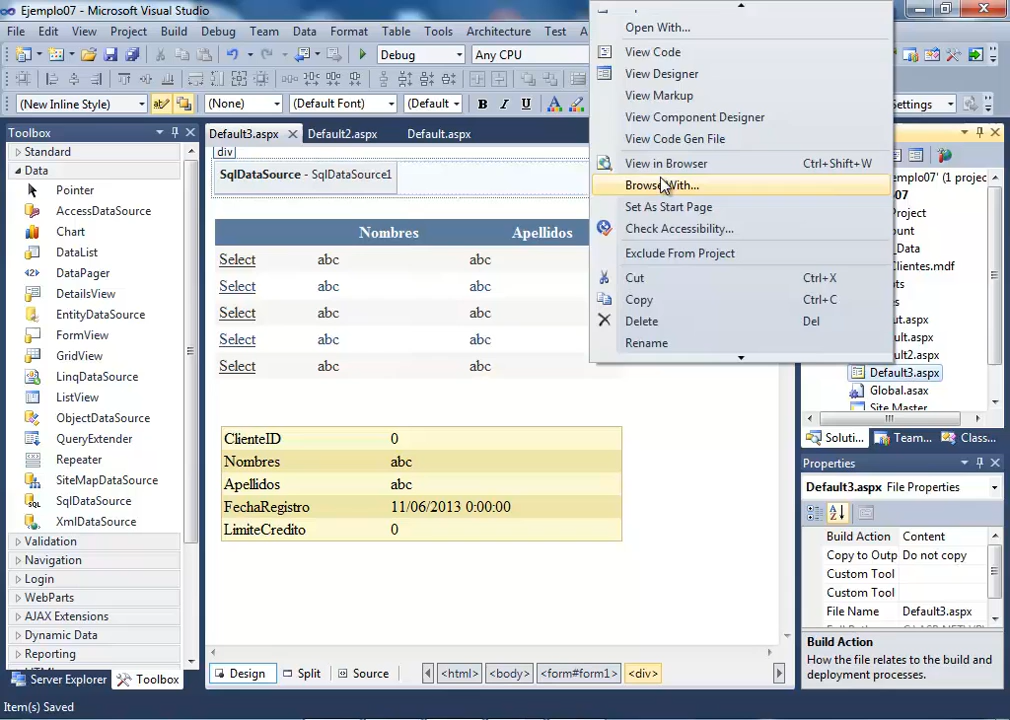 Ejemplo07 - Microsoft Visual Studio
File Edit View Project Build Debug Team Data Format Table Tools Architecture Test
Debug Any CPU
(New Inline Style) (None) (Default Font) (Default B I U A Settings
Toolbox
Standard
Data
Pointer
AccessDataSource
Chart
DataList
DataPager
DetailsView
EntityDataSource
FormView
GridView
LinqDataSource
ListView
ObjectDataSource
QueryExtender
Repeater
SiteMapDataSource
SqlDataSource
XmlDataSource
Validation
Navigation
Login
WebParts
AJAX Extensions
Dynamic Data
Reporting
Server Explorer Toolbox
Default3.aspx Default2.aspx Default.aspx
div
SqlDataSource - SqlDataSource1
Nombres Apellidos
Select abc abc
Select abc abc
Select abc abc
Select abc abc
Select abc abc
ClienteID 0
Nombres abc
Apellidos abc
FechaRegistro 11/06/2013 0:00:00
LimiteCredito 0
Design Split Source <html> <body> <form#form1> <div>
Open With...
View Code
View Designer
View Markup
View Component Designer
View Code Gen File
View in Browser Ctrl+Shift+W
Browse With...
Set As Start Page
Check Accessibility...
Exclude From Project
Cut Ctrl+X
Copy Ctrl+C
Delete Del
Rename
emplo07' (1 projec
07
ount
_Data
Clientes.mdf
ut.aspx
lt2.aspx
Default3.aspx
Global.asax
Site Master
Soluti... Team... Class...
Properties
Default3.aspx File Properties
Build Action Content
Copy to Outp Do not copy
Custom Tool
Custom Tool
File Name Default3.aspx
Build Action
How the file relates to the build and
deployment processes.
Item(s) Saved